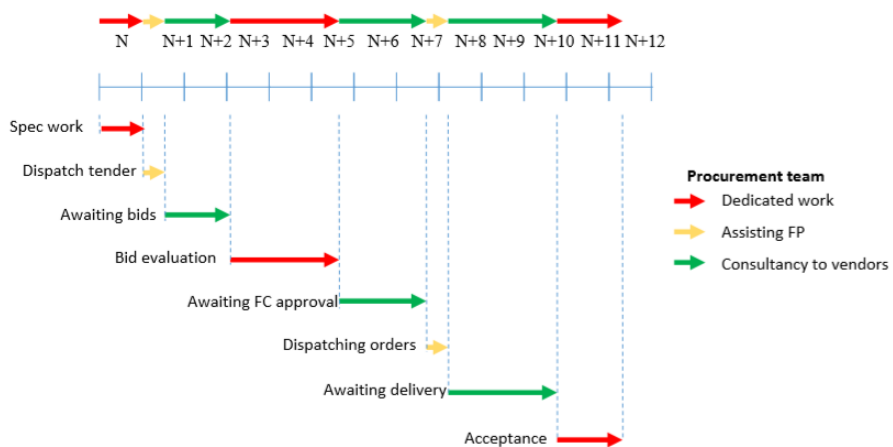 N N+1 N+2 N+3 N+4 N+5 N+6 N+7 N+8 N+9 N+10 N+11 N+12
Spec work
Dispatch tender
Awaiting bids
Bid evaluation
Awaiting FC approval
Dispatching orders
Awaiting delivery
Acceptance
Procurement team
Dedicated work
Assisting FP
Consultancy to vendors